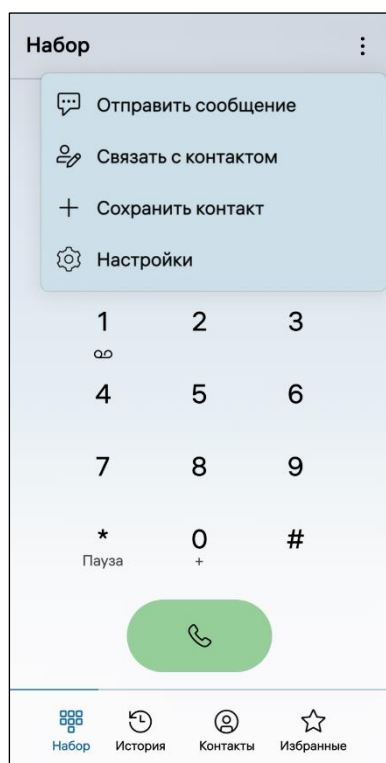 Набор
Отправить сообщение
Связать с контактом
Сохранить контакт
Настройки
1 2 3
4 5 6
7 8 9
* 0 #
Пауза +
Набор История Контакты Избранные